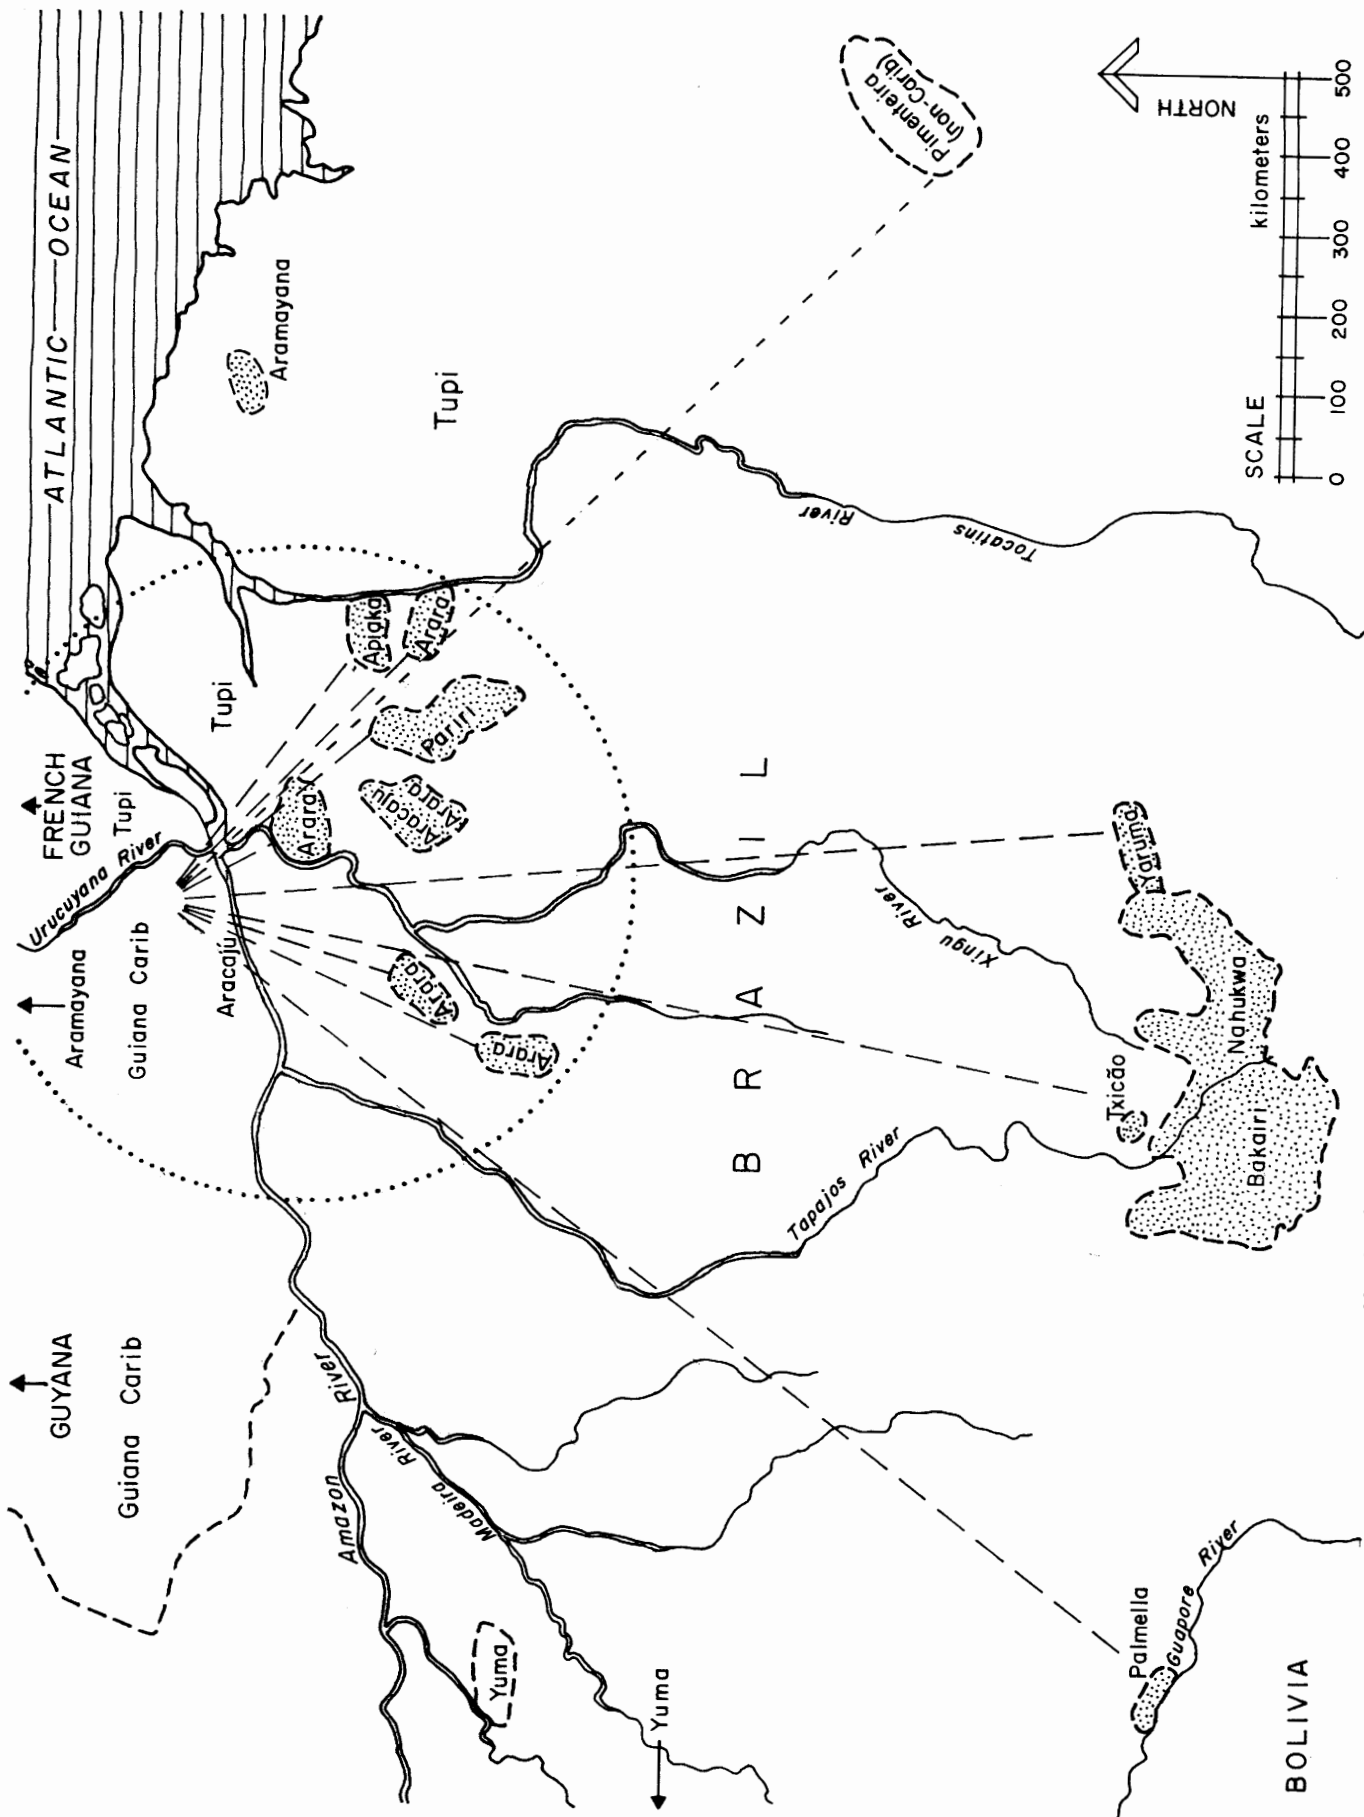 GUYANA
FRENCH
GUIANA
ATLANTIC OCEAN
Guiana Carib
Aramayana
Guiana Carib
Urucuyana River
Tupi
Aracaju
Tupi
Aramayana
Amazon River
Arara
Apiaka
Arara
Tupi
Pariri
Aracaju
Arara
Arara
Arara
Madeira River
Yuma
Yuma
BRAZIL
Tapajos River
Xingu River
Tocatins River
Pimenteira
(non-Carib)
Txicão
Yaruma
Nahukwa
Bakairi
Palmella
Guapore River
BOLIVIA
NORTH
SCALE kilometers
0 100 200 300 400 500